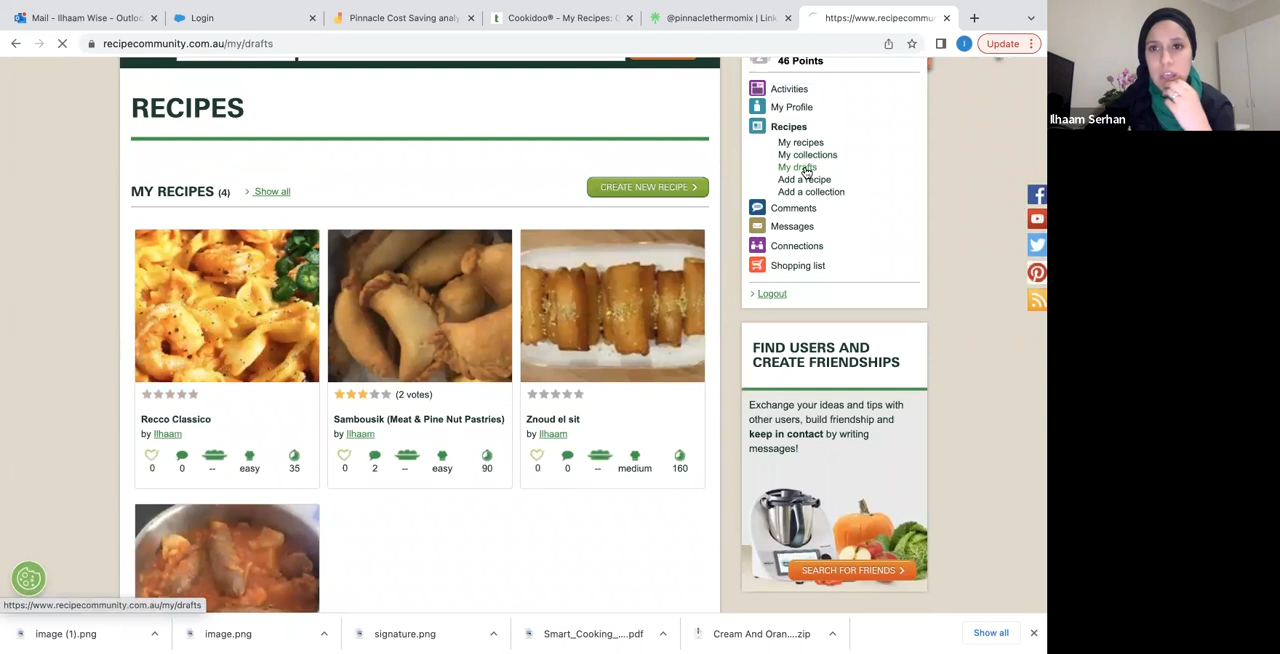 Mail - Ilhaam Wise - Outloo
Login
Pinnacle Cost Saving analy
Cookidoo® - My Recipes: C
@pinnaclethermomix | Link
https://www.recipecommu
recipecommunity.com.au/my/drafts
Update
Ilhaam Serhan
46 Points
RECIPES
Activities
My Profile
Recipes
My recipes
My collections
My drafts
Add a recipe
Add a collection
Comments
Messages
Connections
Shopping list
Logout
MY RECIPES (4) Show all
CREATE NEW RECIPE
Recco Classico
by Ilhaam
0 0 -- easy 35
(2 votes)
Sambousik (Meat & Pine Nut Pastries)
by Ilhaam
0 2 -- easy 90
Znoud el sit
by Ilhaam
0 0 -- medium 160
FIND USERS AND
CREATE FRIENDSHIPS
Exchange your ideas and tips with
other users, build friendship and
keep in contact by writing
messages!
SEARCH FOR FRIENDS
https://www.recipecommunity.com.au/my/drafts
image (1).png
image.png
signature.png
Smart_Cooking_....pdf
Cream And Oran....zip
Show all